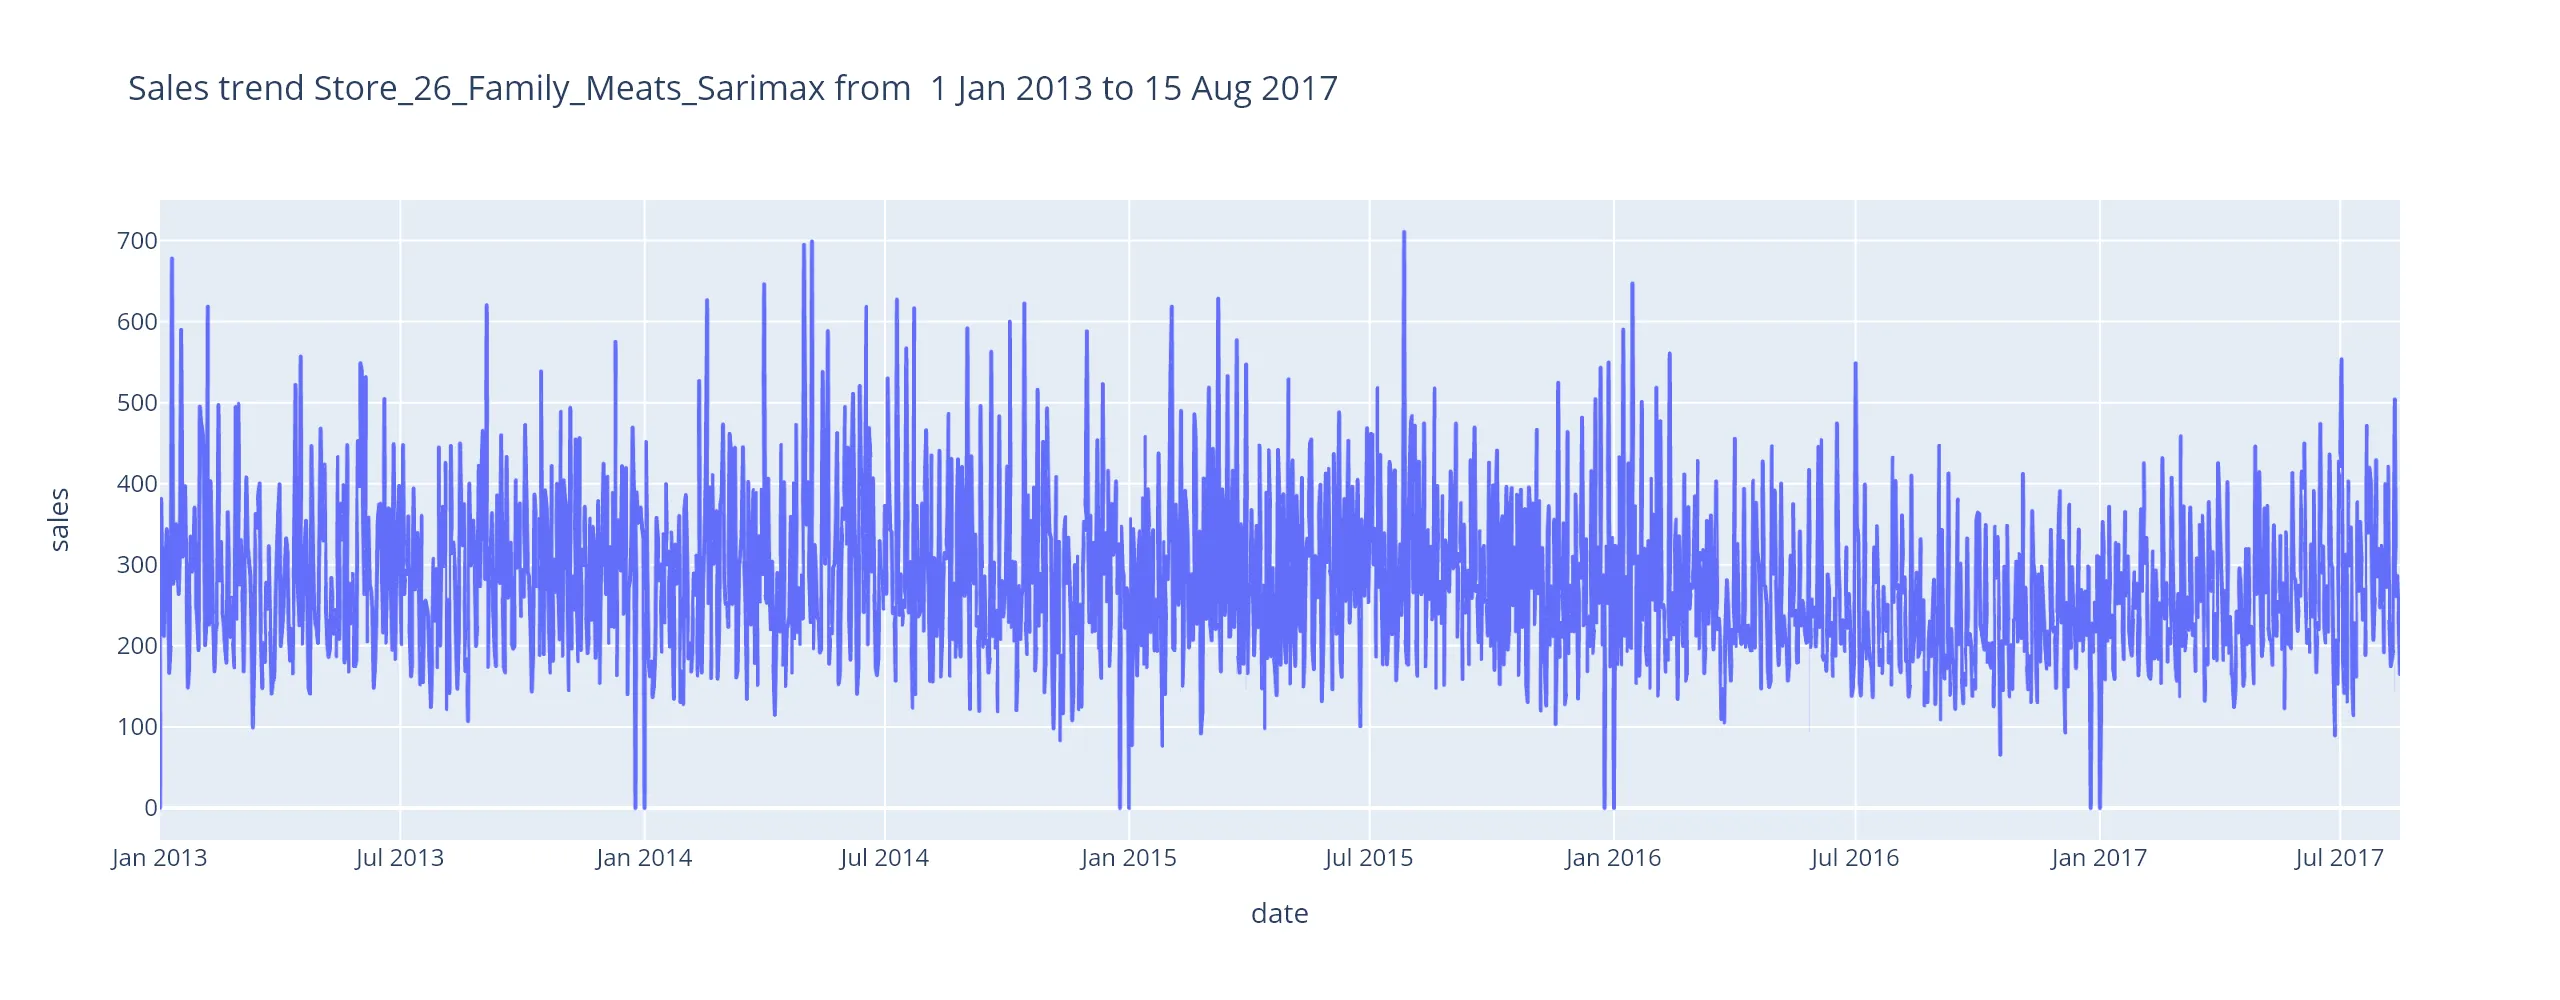 Sales trend Store_26_Family_Meats_Sarimax from  1 Jan 2013 to 15 Aug 2017
700
600
500
400
300
200
100
0
sales
Jan 2013 Jul 2013 Jan 2014 Jul 2014 Jan 2015 Jul 2015 Jan 2016 Jul 2016 Jan 2017 Jul 2017
date